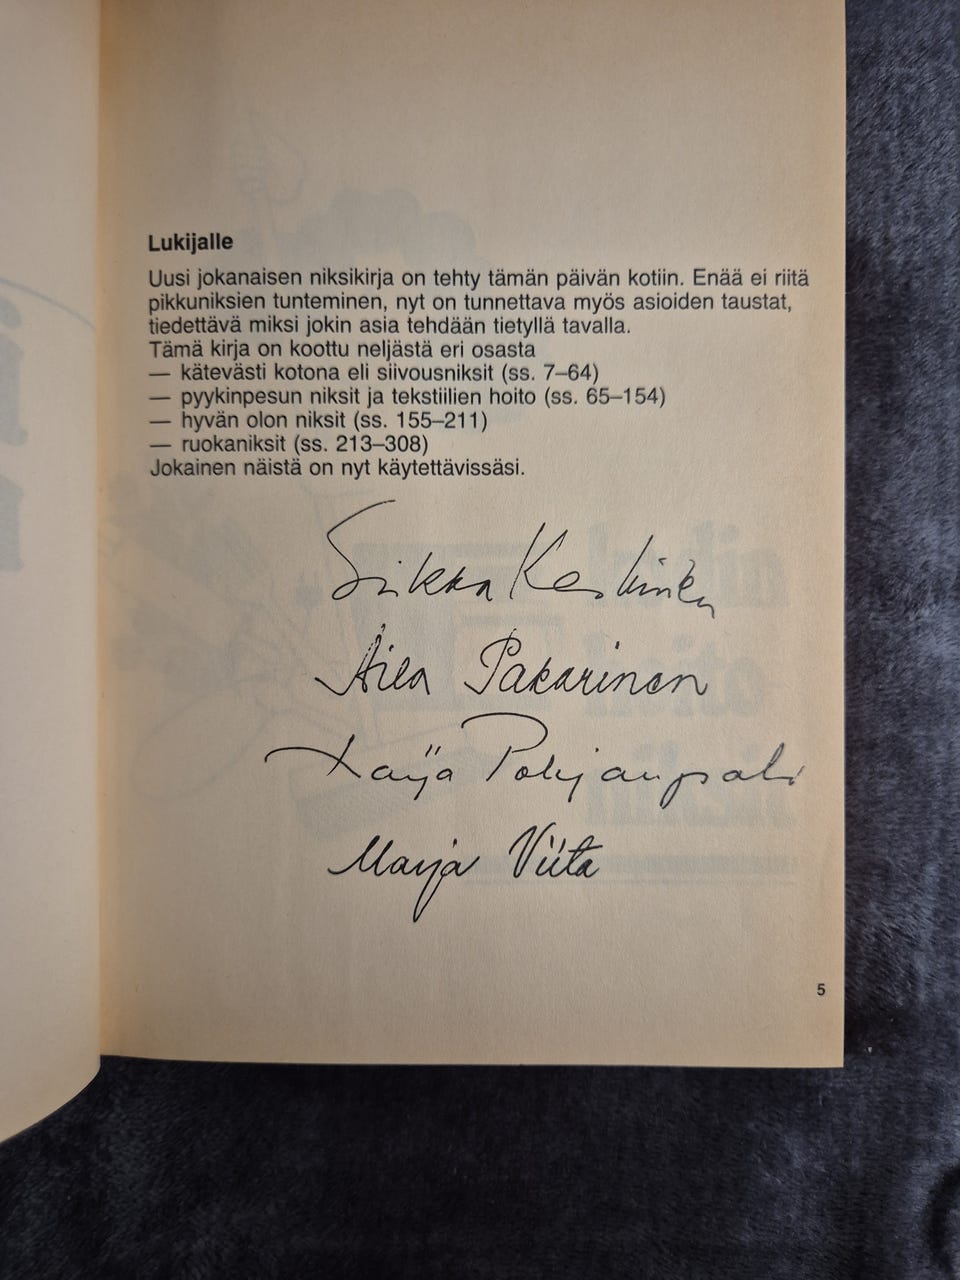 Lukijalle
Uusi jokanaisen niksikirja on tehty tämän päivän kotiin. Enää ei riitä
pikkuniksien tunteminen, nyt on tunnettava myös asioiden taustat,
tiedettävä miksi jokin asia tehdään tietyllä tavalla.
Tämä kirja on koottu neljästä eri osasta
— kätevästi kotona eli siivousniksit (ss. 7–64)
— pyykinpesun niksit ja tekstiilien hoito (ss. 65–154)
— hyvän olon niksit (ss. 155–211)
— ruokaniksit (ss. 213–308)
Jokainen näistä on nyt käytettävissäsi.
Sirkka
Aila Pakarinen
Pohjanpalo
Marja Viita
5